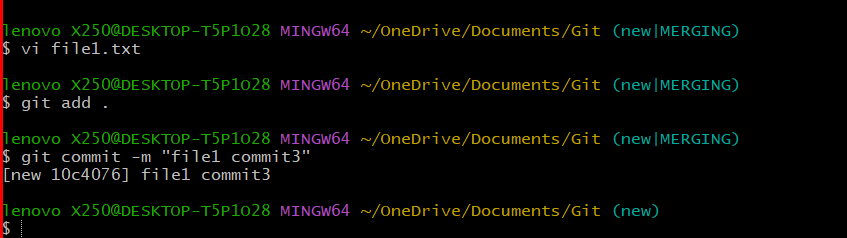 lenovo X250@DESKTOP-T5P1O28 MINGW64 ~/OneDrive/Documents/Git (new|MERGING)
$ vi file1.txt
lenovo X250@DESKTOP-T5P1O28 MINGW64 ~/OneDrive/Documents/Git (new|MERGING)
$ git add .
lenovo X250@DESKTOP-T5P1O28 MINGW64 ~/OneDrive/Documents/Git (new|MERGING)
$ git commit -m "file1 commit3"
[new 10c4076] file1 commit3
lenovo X250@DESKTOP-T5P1O28 MINGW64 ~/OneDrive/Documents/Git (new)
$